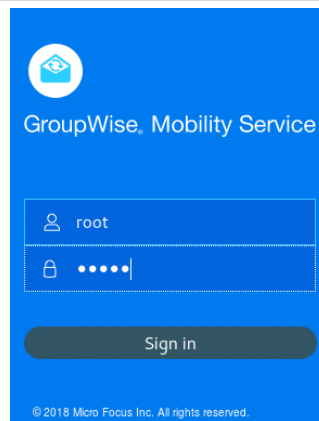 GroupWise® Mobility Service
root
•••••
Sign in
© 2018 Micro Focus Inc. All rights reserved.